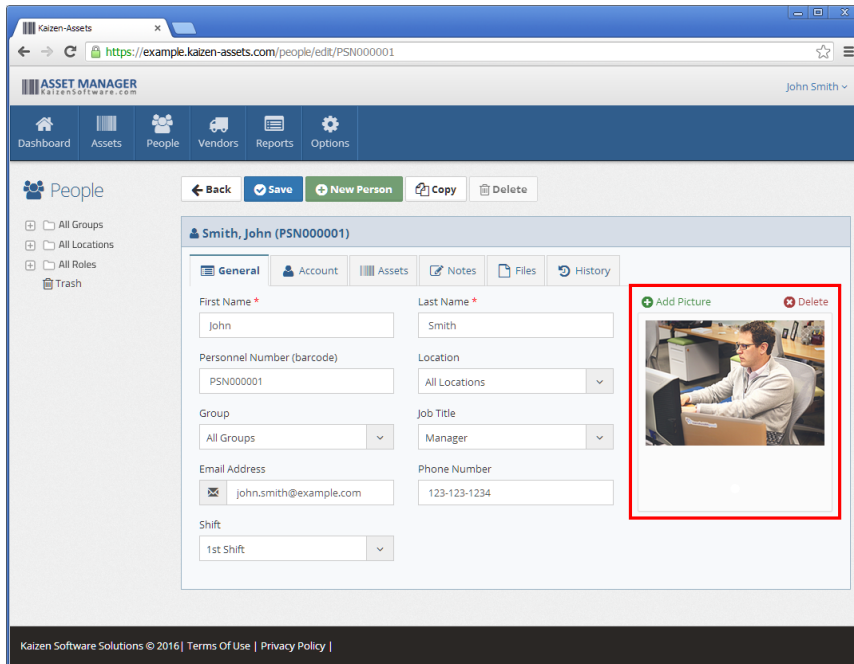 Kaizen-Assets
https://example.kaizen-assets.com/people/edit/PSN000001
ASSET MANAGER
KaizenSoftware.com
John Smith
Dashboard Assets People Vendors Reports Options
People
Back Save New Person Copy Delete
All Groups
All Locations
All Roles
Trash
Smith, John (PSN000001)
General Account Assets Notes Files History
First Name * Last Name *
John Smith
Add Picture Delete
Personnel Number (barcode) Location
PSN000001 All Locations
Group Job Title
All Groups Manager
Email Address Phone Number
john.smith@example.com 123-123-1234
Shift
1st Shift
Kaizen Software Solutions © 2016| Terms Of Use | Privacy Policy |